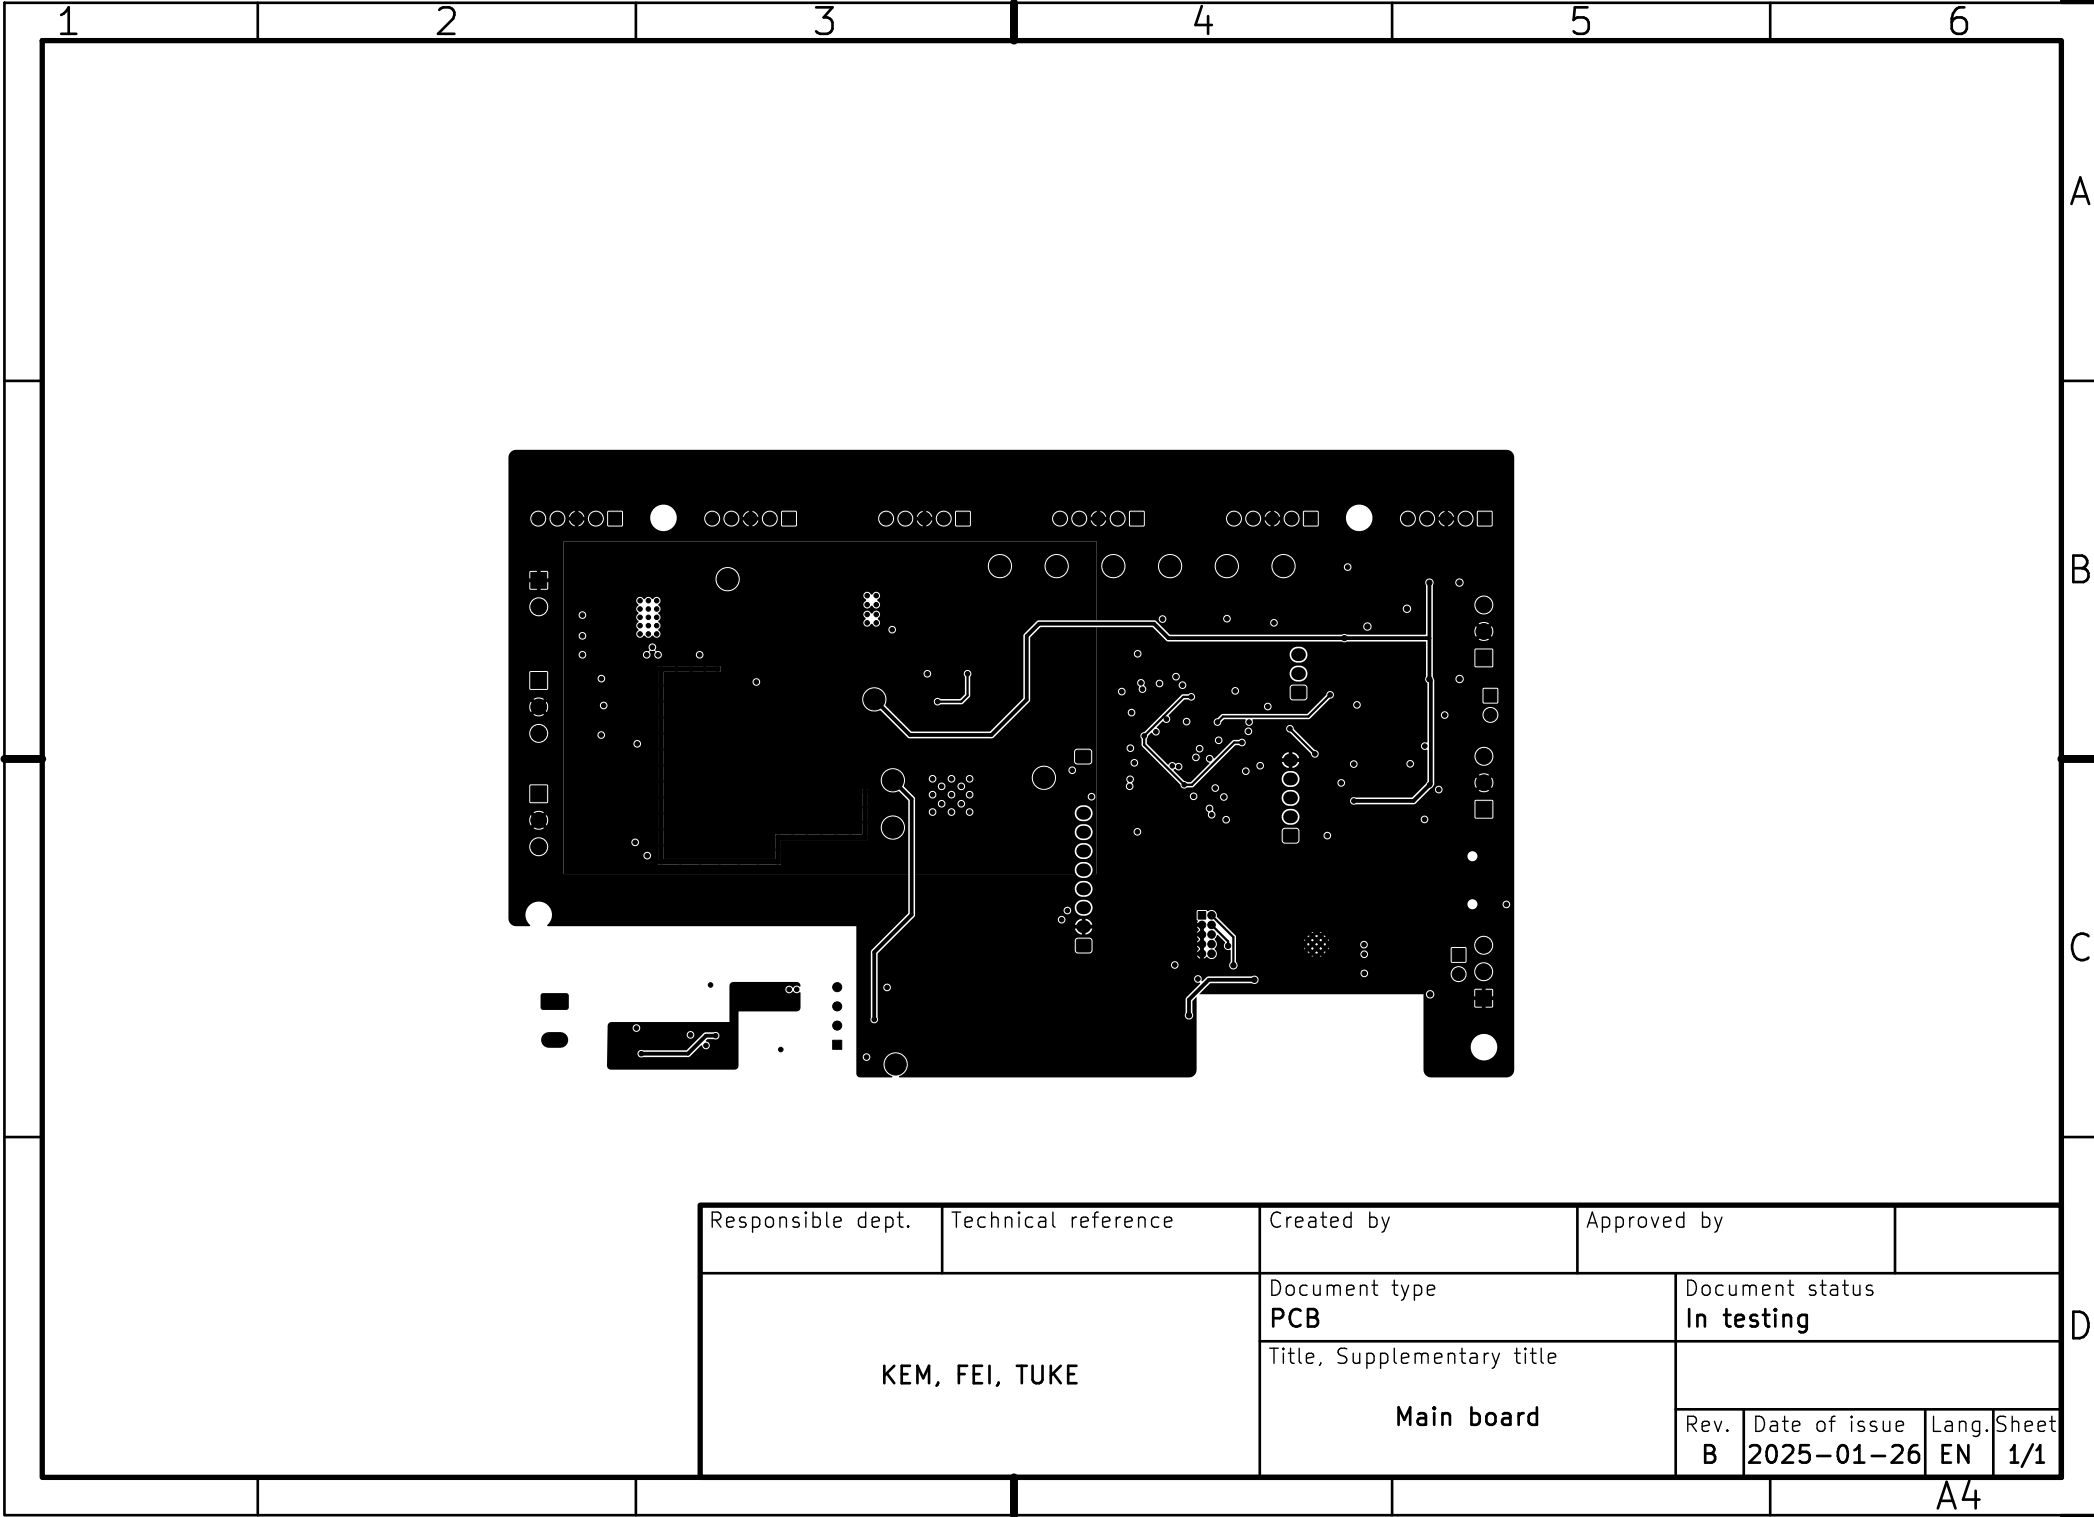 1 2 3 4 5 6
A
B
C
D
Responsible dept. Technical reference Created by Approved by
Document type Document status
PCB In testing
Title, Supplementary title
KEM, FEI, TUKE
Main board
Rev. Date of issue Lang. Sheet
B 2025-01-26 EN 1/1
A4